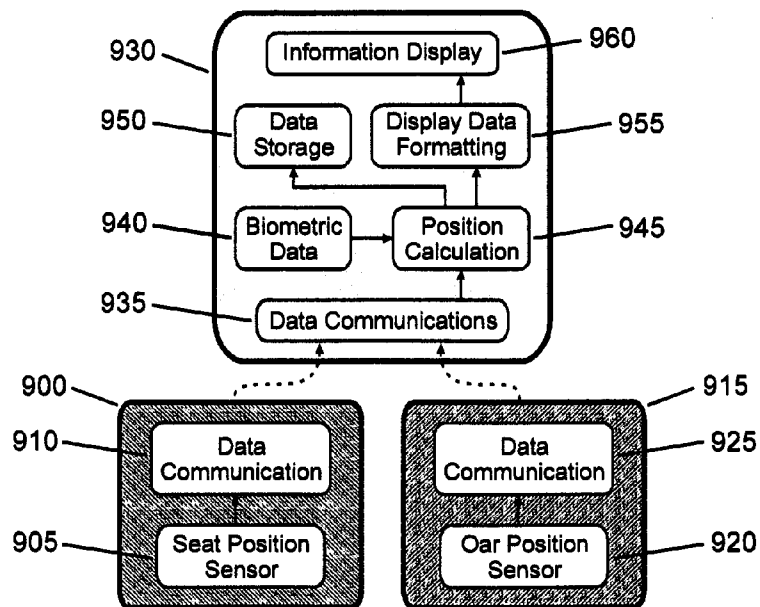 930
Information Display
960
950
Data
Storage
Display Data
Formatting
955
940
Biometric
Data
Position
Calculation
945
935
Data Communications
900
915
910
Data
Communication
Data
Communication
925
905
Seat Position
Sensor
Oar Position
Sensor
920